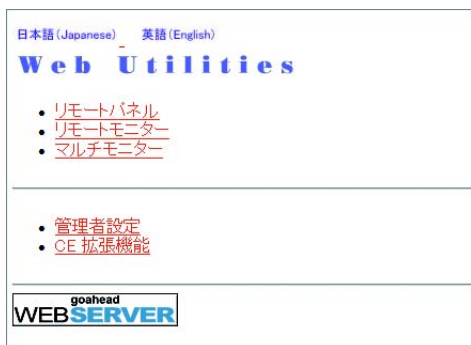 日本語(Japanese) 英語(English)
Web Utilities
リモートパネル
リモートモニター
マルチモニター
管理者設定
CE 拡張機能
goahead
WEBSERVER